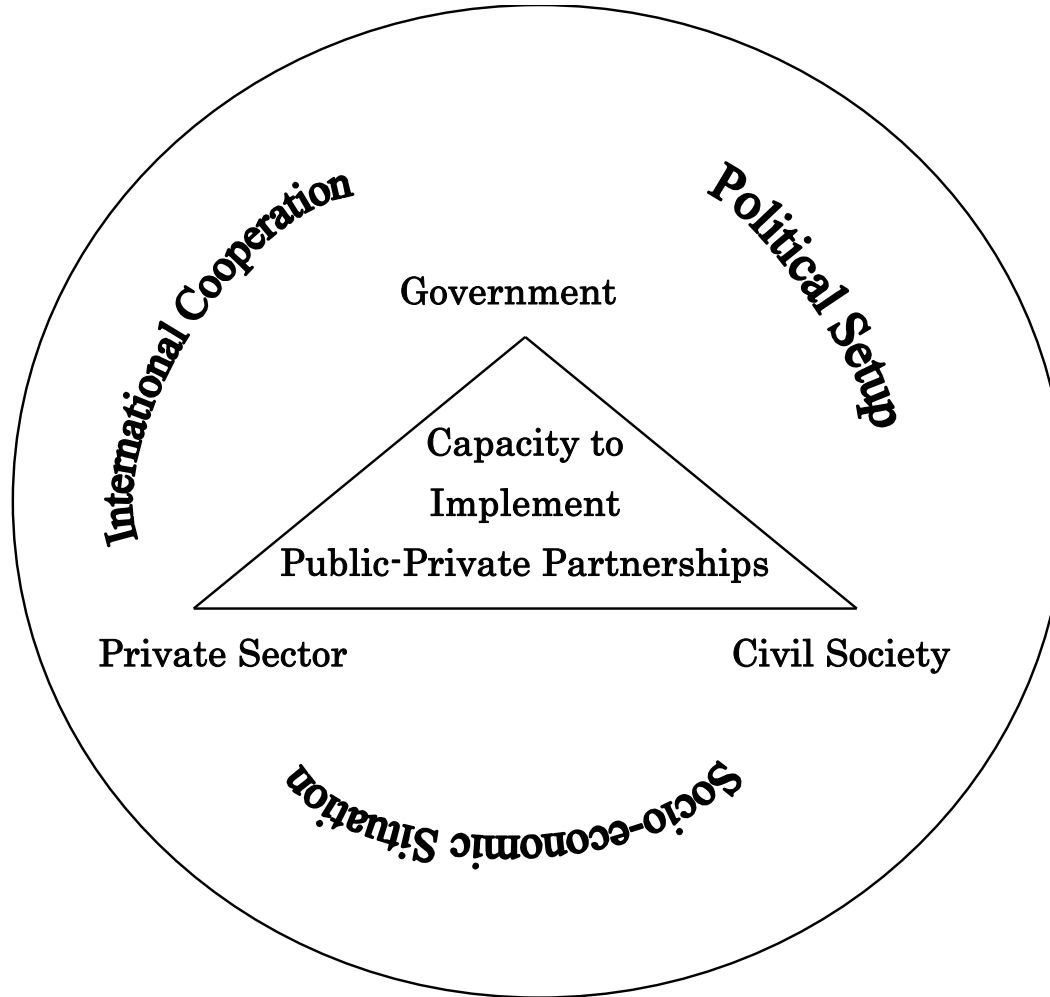 International Cooperation
Political Setup
Government
Capacity to
Implement
Public-Private Partnerships
Private Sector
Civil Society
Socio-economic Situation